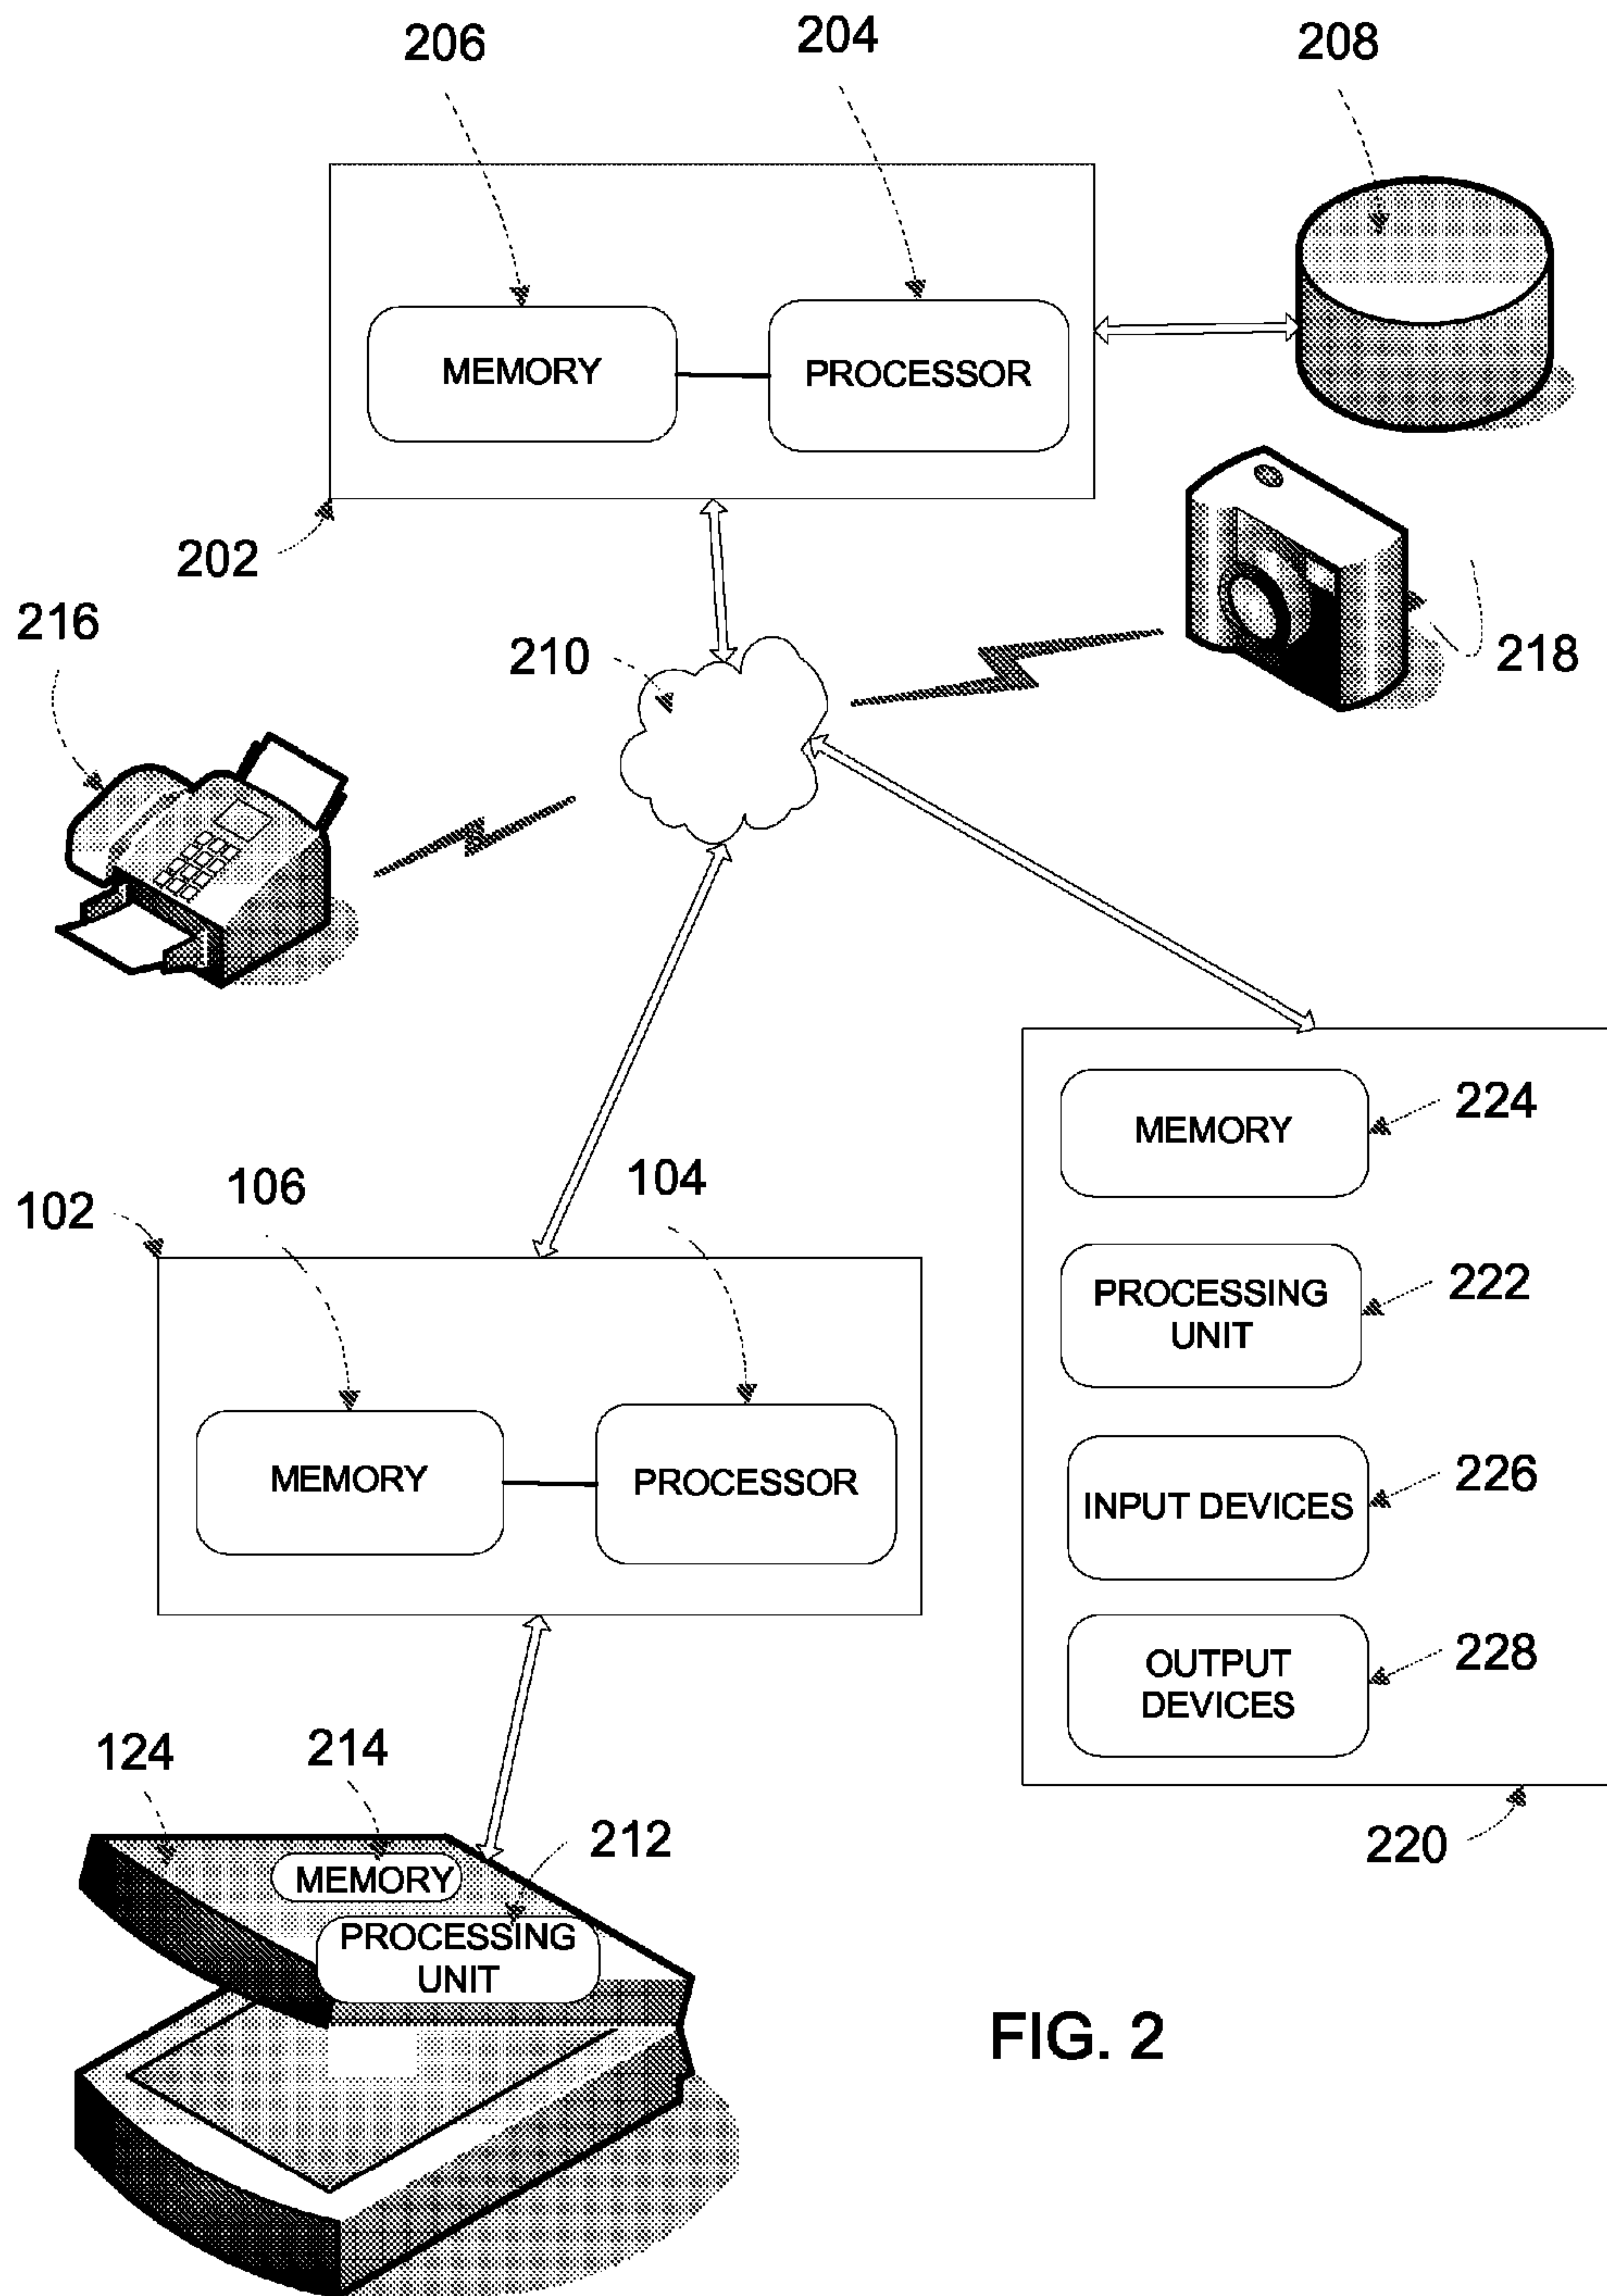 206
204
208
MEMORY
PROCESSOR
202
216
210
218
224
MEMORY
106
104
102
PROCESSING
UNIT
222
MEMORY
PROCESSOR
INPUT DEVICES
226
OUTPUT
DEVICES
228
124
214
212
220
MEMORY
PROCESSING
UNIT
FIG. 2